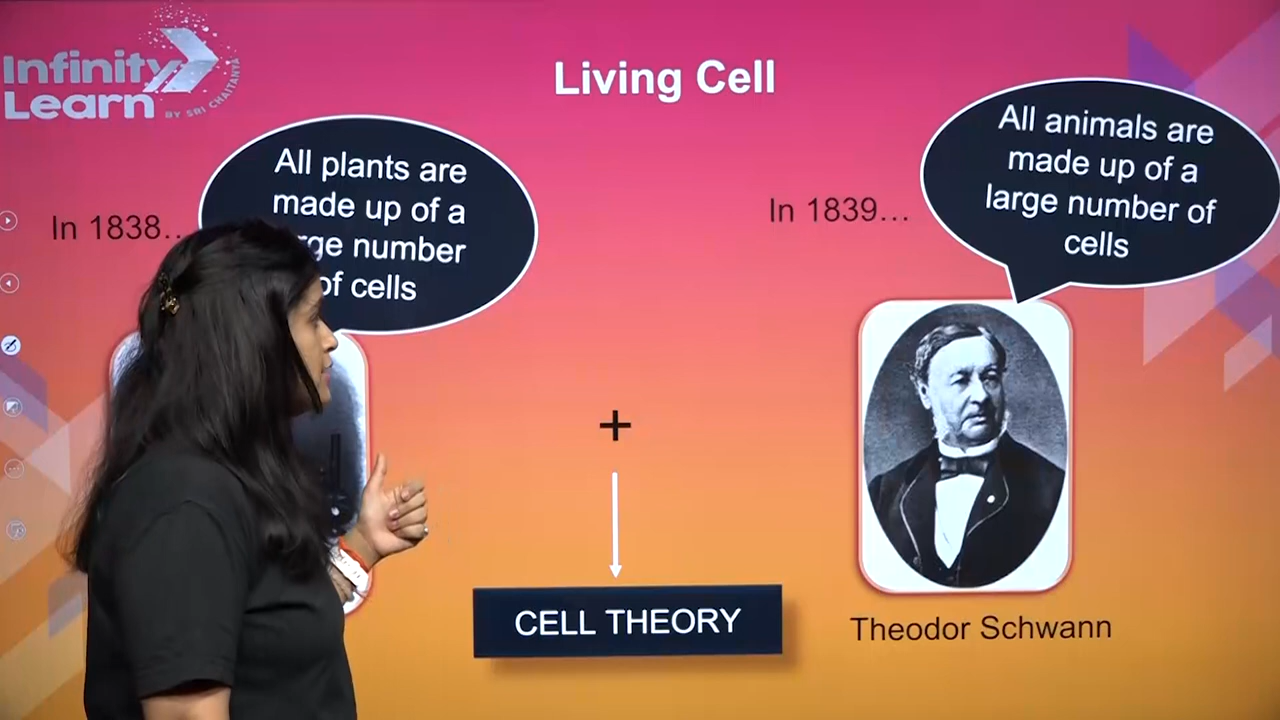 Infinity
Learn
BY SRI CHAITANYA
Living Cell
In 1838..
All plants are
made up of a
number
of cells
In 1839...
All animals are
made up of a
large number of
cells
+
CELL THEORY
Theodor Schwann